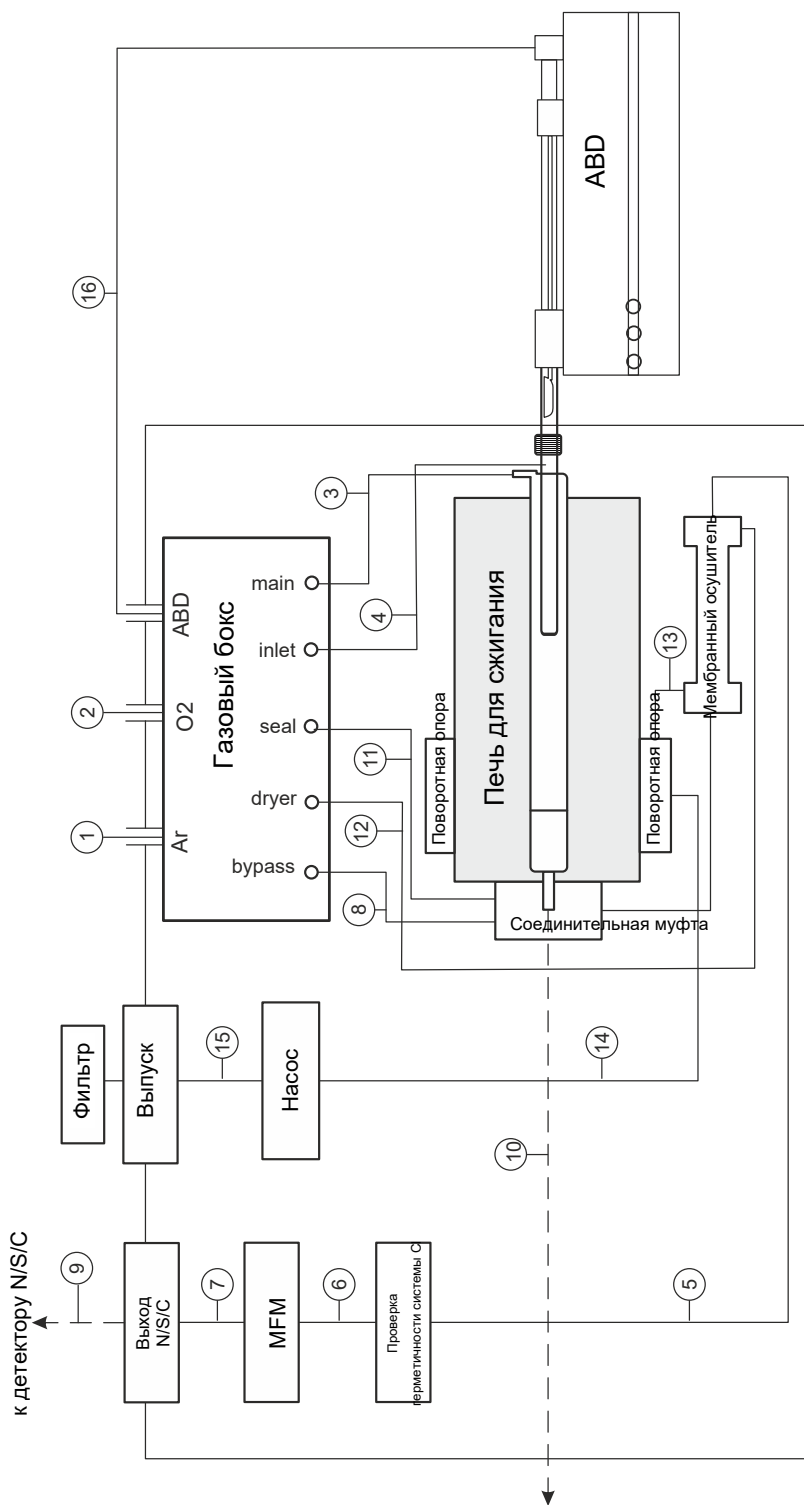 к детектору N/S/C
9
Выход
N/S/C
7
MFM
6
Проверка
герметичности системы С
5
Фильтр
Выпуск
15
Насос
14
10
1
2
16
Ar
O2
ABD
Газовый бокс
bypass
dryer
seal
inlet
main
8
12
11
4
3
Поворотная опора
Печь для сжигания
Поворотная опора
Соединительная муфта
13
Мембранный осушитель
ABD